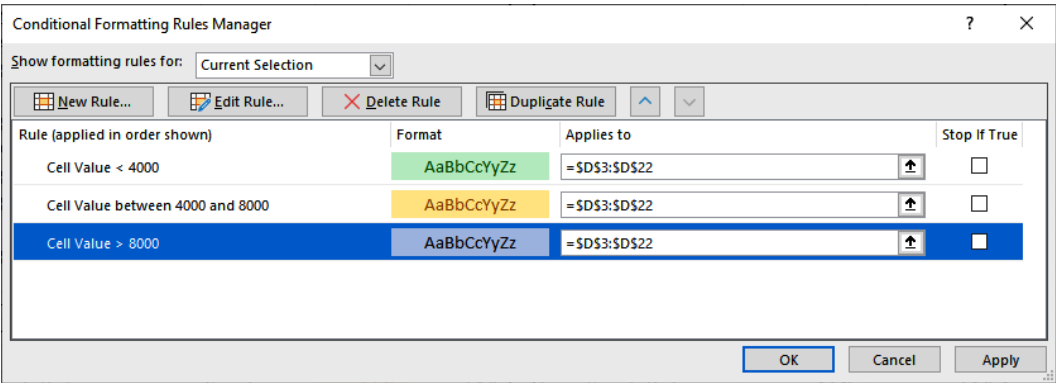 Conditional Formatting Rules Manager ? ×
Show formatting rules for: Current Selection
New Rule... Edit Rule... Delete Rule Duplicate Rule
Rule (applied in order shown) Format Applies to Stop If True
Cell Value < 4000 AaBbCcYyZz =$D$3:$D$22
Cell Value between 4000 and 8000 AaBbCcYyZz =$D$3:$D$22
Cell Value > 8000 AaBbCcYyZz =$D$3:$D$22
OK Cancel Apply